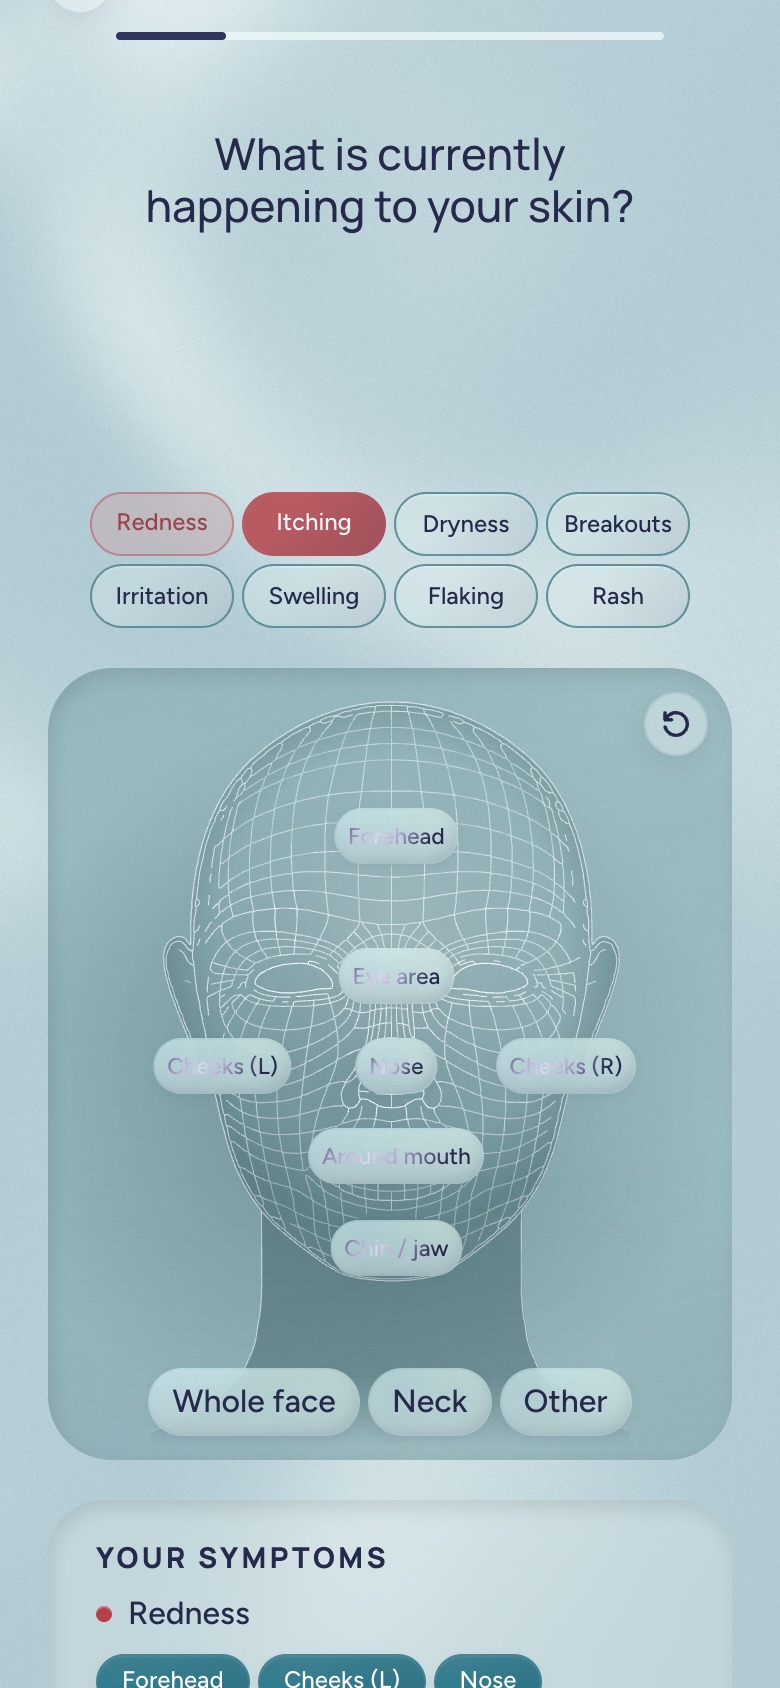 What is currently
happening to your skin?
Redness Itching Dryness Breakouts
Irritation Swelling Flaking Rash
Forehead
Eye area
Cheeks (L) Nose Cheeks (R)
Around mouth
Chin / jaw
Whole face Neck Other
YOUR SYMPTOMS
Redness
Forehead Cheeks (L) Nose